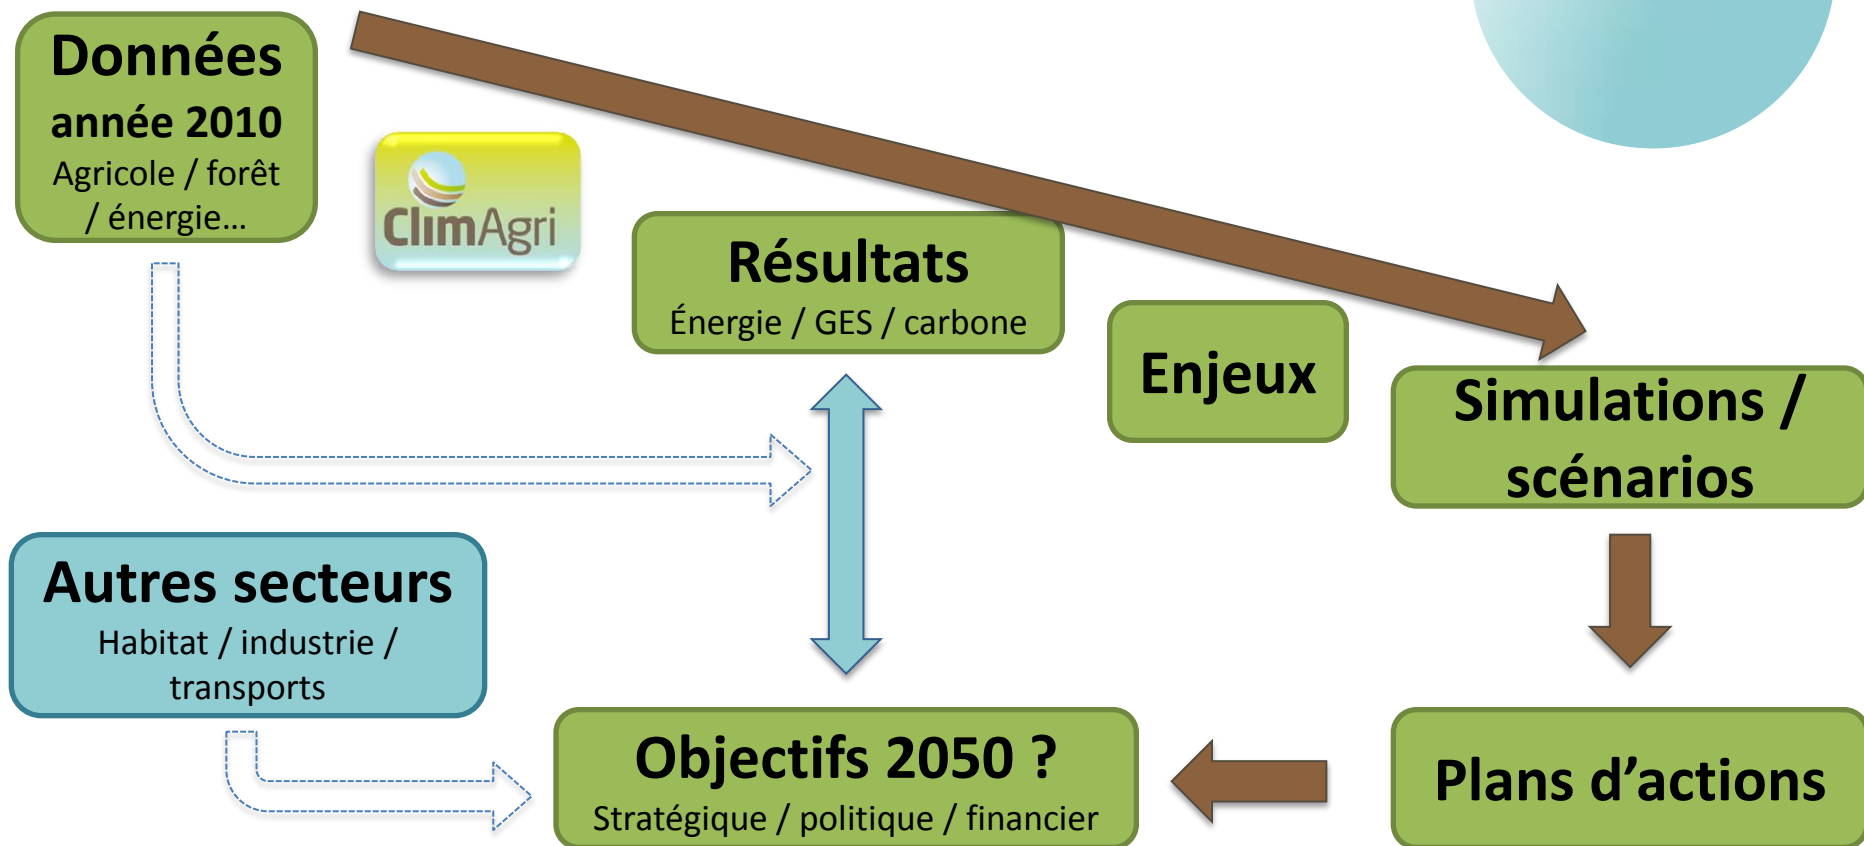 Données
année 2010
Agricole / forêt
/ énergie...
ClimAgri
Résultats
Énergie / GES / carbone
Enjeux
Simulations /
scénarios
Autres secteurs
Habitat / industrie /
transports
Objectifs 2050 ?
Stratégique / politique / financier
Plans d’actions